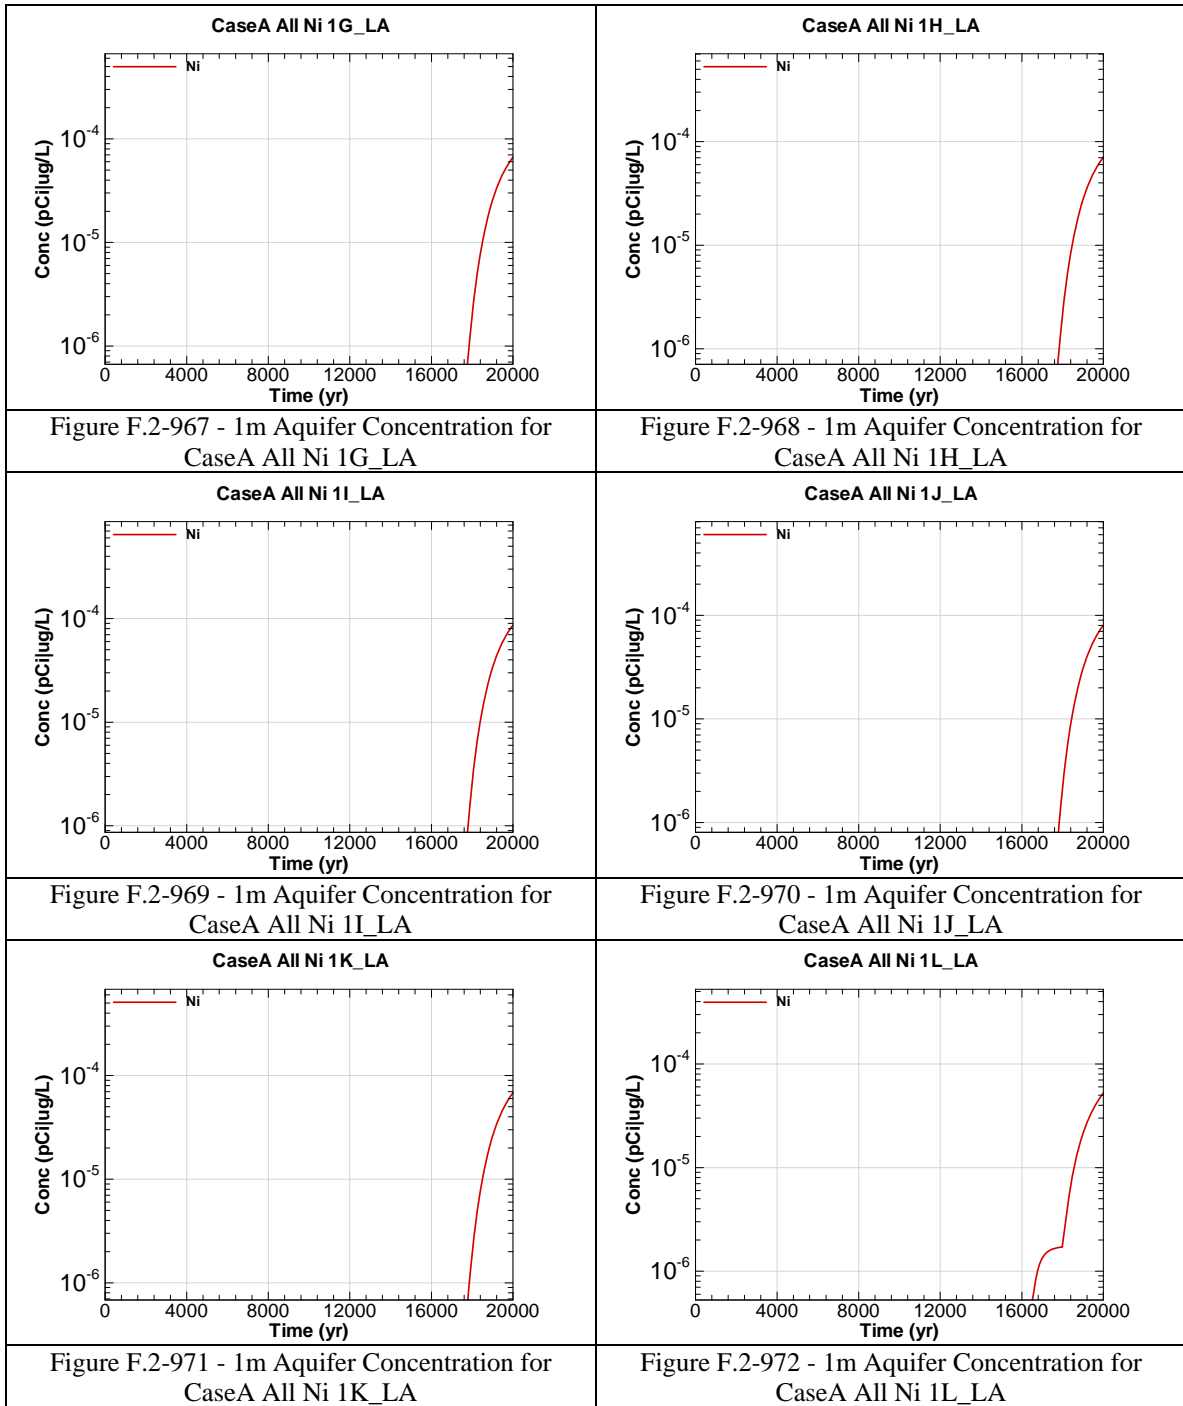 CaseA All Ni 1G_LA
Ni
10-4
10-5
10-6
Conc (pCi|ug/L)
0 4000 8000 12000 16000 20000
Time (yr)
Figure F.2-967 - 1m Aquifer Concentration for
CaseA All Ni 1G_LA
CaseA All Ni 1H_LA
Ni
10-4
10-5
10-6
Conc (pCi|ug/L)
0 4000 8000 12000 16000 20000
Time (yr)
Figure F.2-968 - 1m Aquifer Concentration for
CaseA All Ni 1H_LA
CaseA All Ni 1I_LA
Ni
10-4
10-5
10-6
Conc (pCi|ug/L)
0 4000 8000 12000 16000 20000
Time (yr)
Figure F.2-969 - 1m Aquifer Concentration for
CaseA All Ni 1I_LA
CaseA All Ni 1J_LA
Ni
10-4
10-5
10-6
Conc (pCi|ug/L)
0 4000 8000 12000 16000 20000
Time (yr)
Figure F.2-970 - 1m Aquifer Concentration for
CaseA All Ni 1J_LA
CaseA All Ni 1K_LA
Ni
10-4
10-5
10-6
Conc (pCi|ug/L)
0 4000 8000 12000 16000 20000
Time (yr)
Figure F.2-971 - 1m Aquifer Concentration for
CaseA All Ni 1K_LA
CaseA All Ni 1L_LA
Ni
10-4
10-5
10-6
Conc (pCi|ug/L)
0 4000 8000 12000 16000 20000
Time (yr)
Figure F.2-972 - 1m Aquifer Concentration for
CaseA All Ni 1L_LA